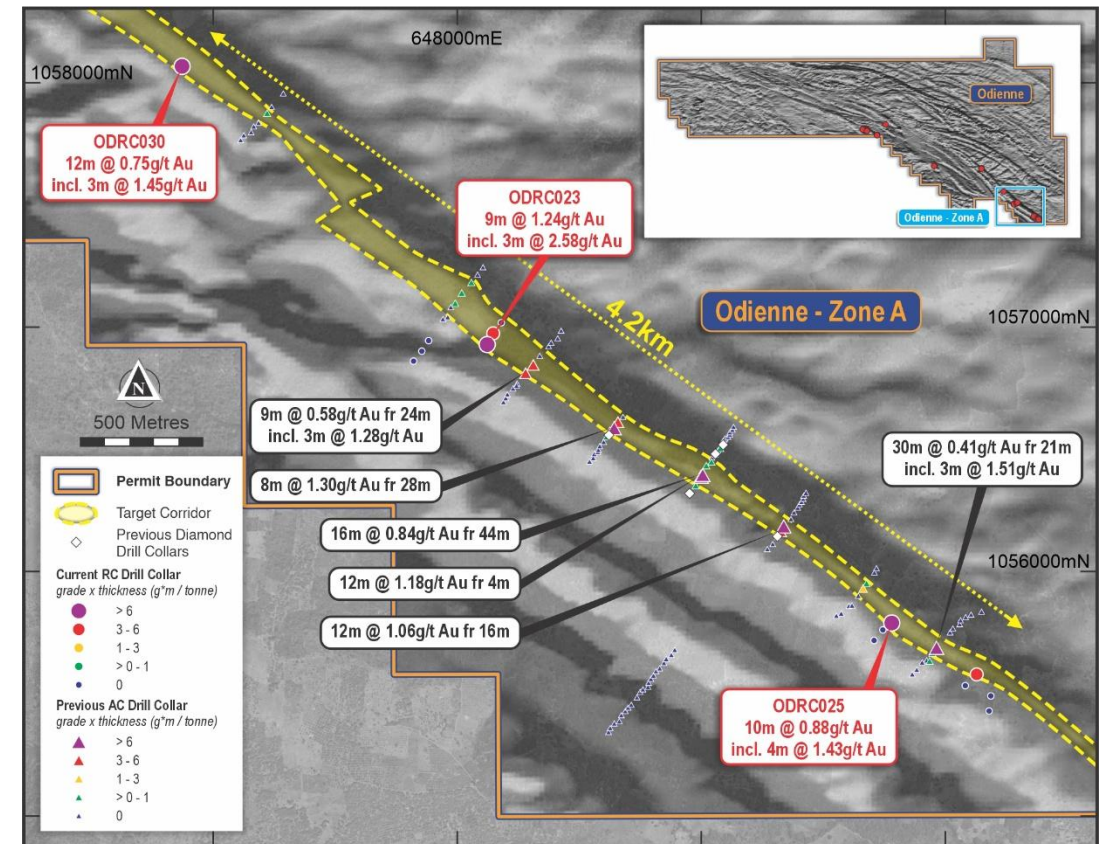 648000mE
1058000mN
Odienne
Odienne - Zone A
ODRC030
12m @ 0.75g/t Au
incl. 3m @ 1.45g/t Au
ODRC023
9m @ 1.24g/t Au
incl. 3m @ 2.58g/t Au
4.2km
Odienne - Zone A
1057000mN
N
500 Metres
9m @ 0.58g/t Au fr 24m
incl. 3m @ 1.28g/t Au
8m @ 1.30g/t Au fr 28m
16m @ 0.84g/t Au fr 44m
12m @ 1.18g/t Au fr 4m
12m @ 1.06g/t Au fr 16m
30m @ 0.41g/t Au fr 21m
incl. 3m @ 1.51g/t Au
1056000mN
ODRC025
10m @ 0.88g/t Au
incl. 4m @ 1.43g/t Au
Permit Boundary
Target Corridor
Previous Diamond
Drill Collars
Current RC Drill Collar
grade x thickness (g*m / tonne)
> 6
3 - 6
1 - 3
> 0 - 1
0
Previous AC Drill Collar
grade x thickness (g*m / tonne)
> 6
3 - 6
1 - 3
> 0 - 1
0